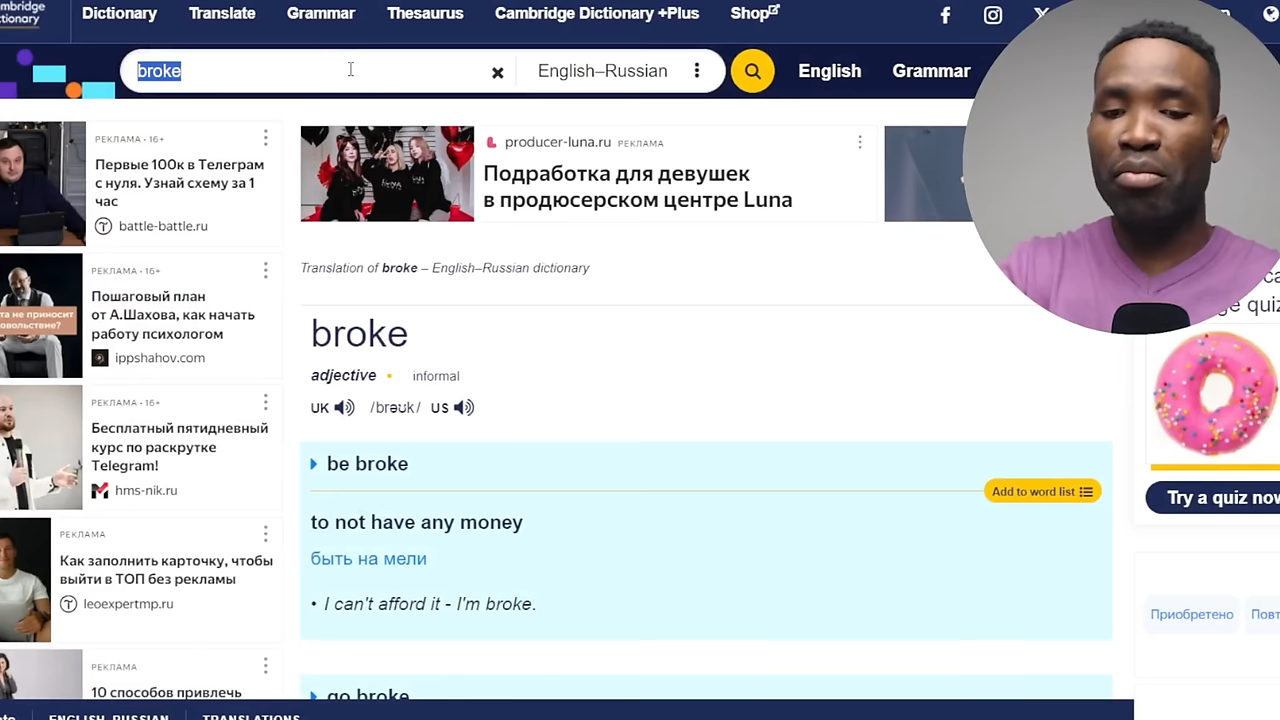 Dictionary Translate Grammar Thesaurus Cambridge Dictionary +Plus Shop
broke
English–Russian
English Grammar
РЕКЛАМА • 16+
Первые 100к в Телеграм
с нуля. Узнай схему за 1
час
battle-battle.ru
РЕКЛАМА • 16+
Пошаговый план
от А.Шахова, как начать
работу психологом
ippshahov.com
РЕКЛАМА • 16+
Бесплатный пятидневный
курс по раскрутке
Telegram!
hms-nik.ru
РЕКЛАМА
Как заполнить карточку, чтобы
выйти в ТОП без рекламы
leoexpertmp.ru
РЕКЛАМА
10 способов привлечь
producer-luna.ru РЕКЛАМА
Подработка для девушек
в продюсерском центре Luna
Translation of broke – English–Russian dictionary
broke
adjective • informal
UK /brəʊk/ US
be broke
Add to word list
to not have any money
быть на мели
• I can't afford it - I'm broke.
go broke
Try a quiz now
Приобретено
ENGLISH–RUSSIAN TRANSLATIONS